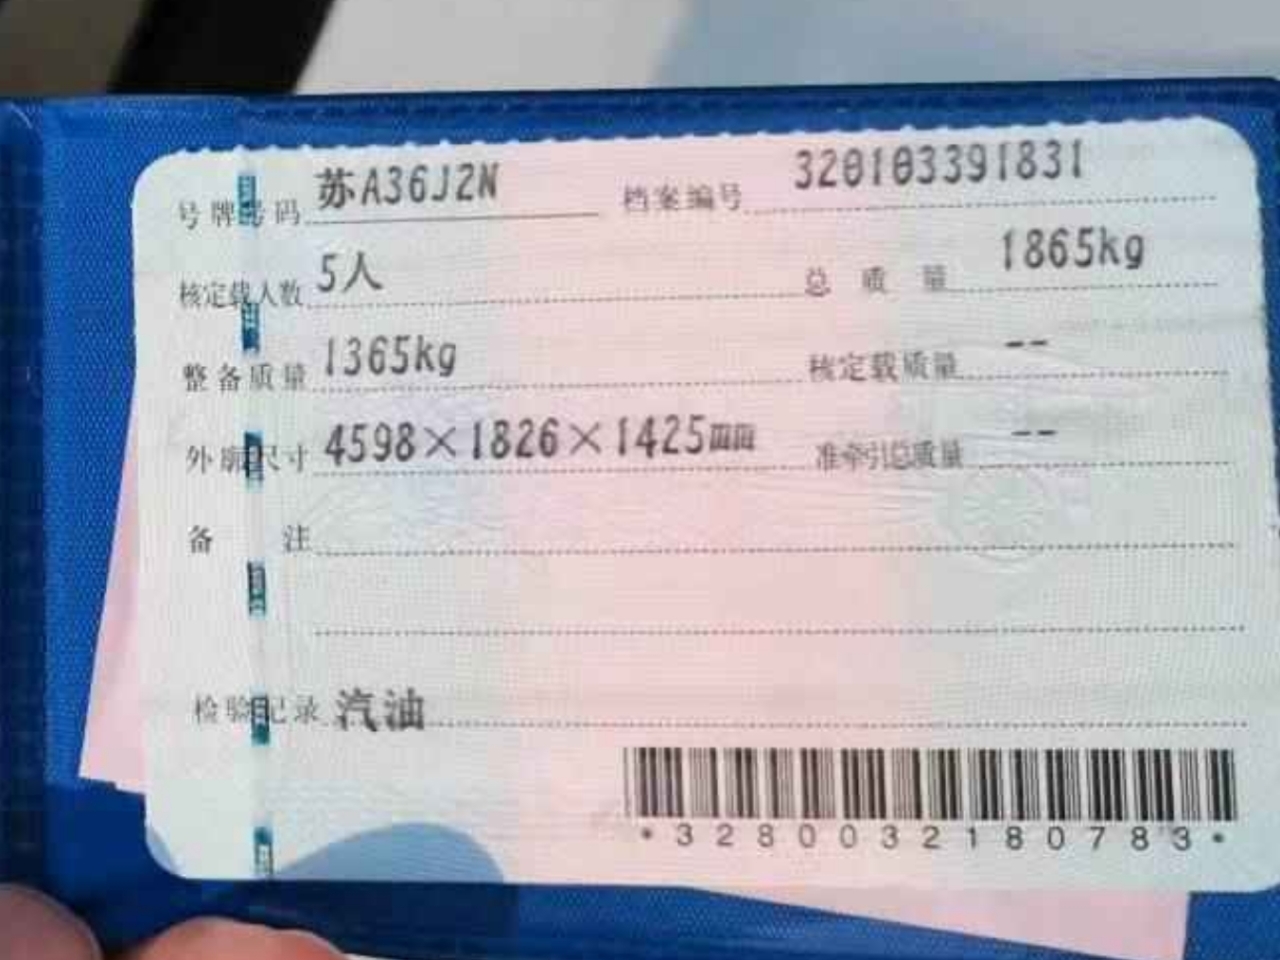 号牌号码 苏A36J2N 档案编号 320103391831
核定载人数 5人 总质量 1865kg
整备质量 1365kg 核定载质量 --
外廓尺寸 4598×1826×1425mm 准牵引总质量 --
备注
检验记录 汽油
*3280032180783*